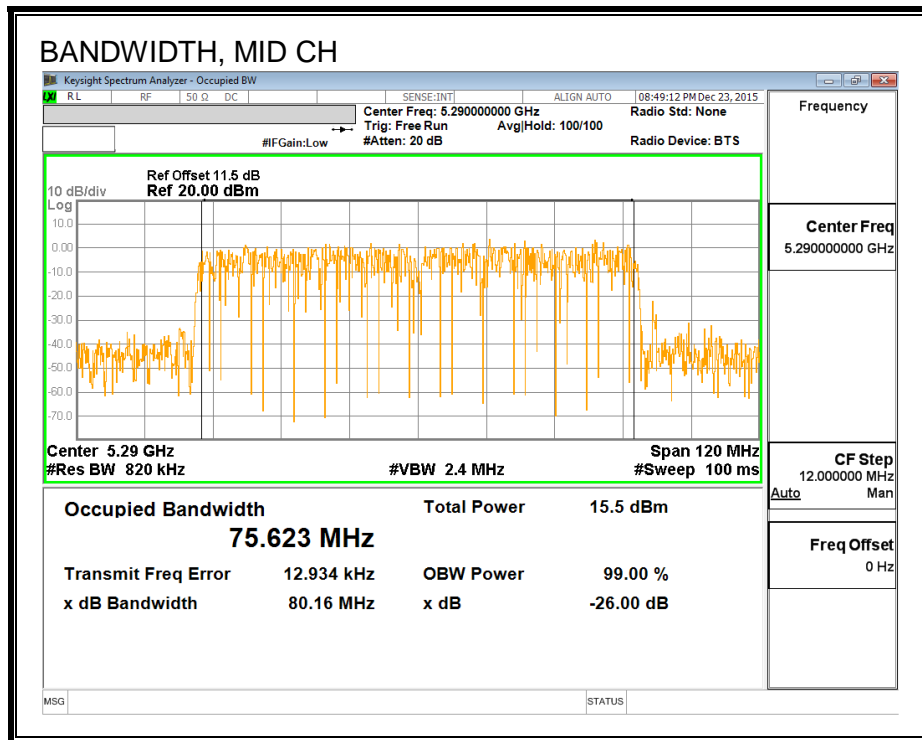 BANDWIDTH, MID CH
Keysight Spectrum Analyzer - Occupied BW
LXI RL RF 50 Ω DC SENSE:INT ALIGN AUTO 08:49:12 PM Dec 23, 2015
Center Freq: 5.290000000 GHz Radio Std: None
Trig: Free Run Avg|Hold: 100/100
#IFGain:Low #Atten: 20 dB Radio Device: BTS
Frequency
Ref Offset 11.5 dB
10 dB/div Ref 20.00 dBm
Log
10.0
0.00
-10.0
-20.0
-30.0
-40.0
-50.0
-60.0
-70.0
Center 5.29 GHz Span 120 MHz
#Res BW 820 kHz #VBW 2.4 MHz #Sweep 100 ms
Center Freq
5.290000000 GHz
CF Step
12.000000 MHz
Auto Man
Freq Offset
0 Hz
Occupied Bandwidth Total Power 15.5 dBm
75.623 MHz
Transmit Freq Error 12.934 kHz OBW Power 99.00 %
x dB Bandwidth 80.16 MHz x dB -26.00 dB
MSG STATUS